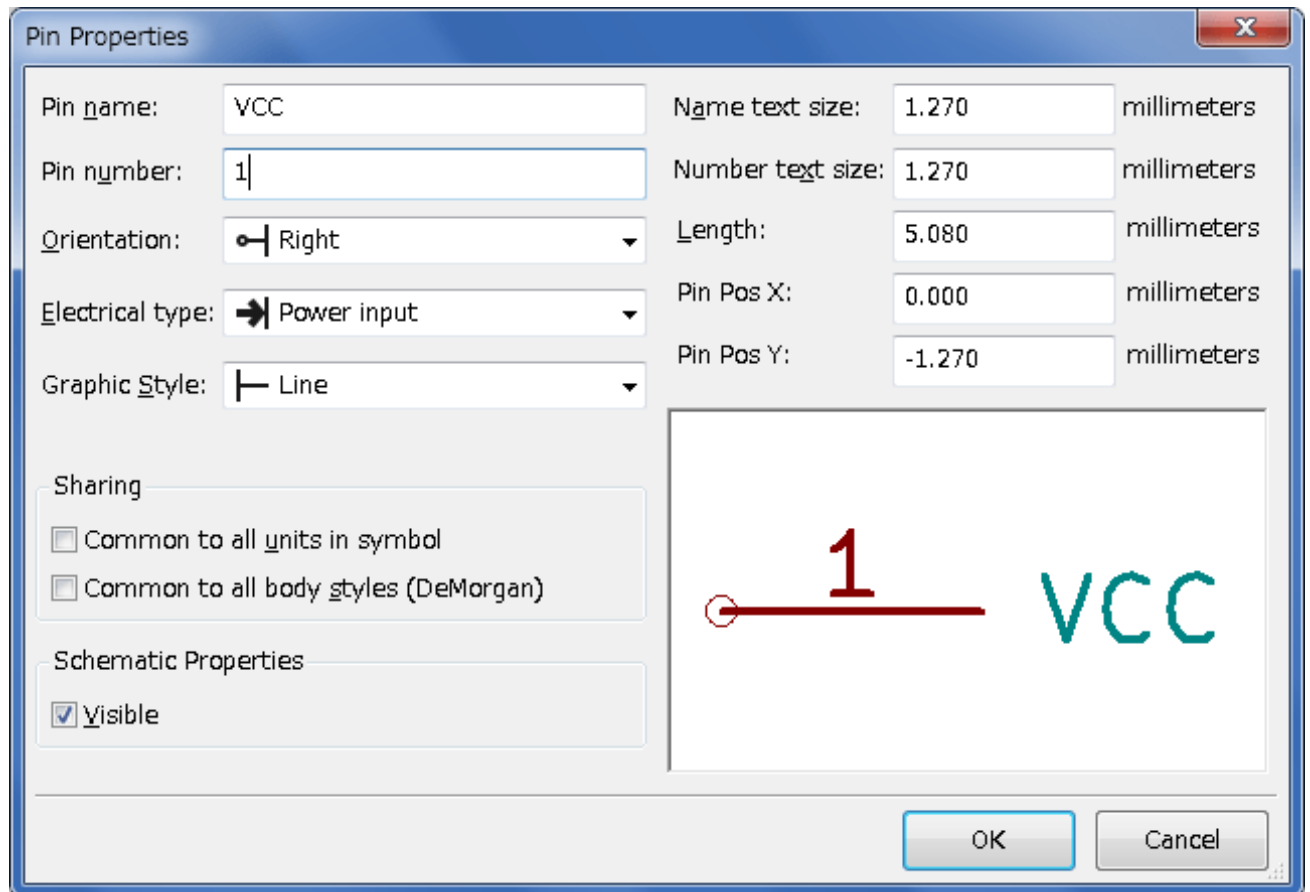 Pin Properties
Pin name: VCC
Name text size: 1.270 millimeters
Pin number: 1
Number text size: 1.270 millimeters
Orientation: Right
Length: 5.080 millimeters
Electrical type: Power input
Pin Pos X: 0.000 millimeters
Graphic Style: Line
Pin Pos Y: -1.270 millimeters
Sharing
Common to all units in symbol
Common to all body styles (DeMorgan)
Schematic Properties
Visible
1
VCC
OK
Cancel